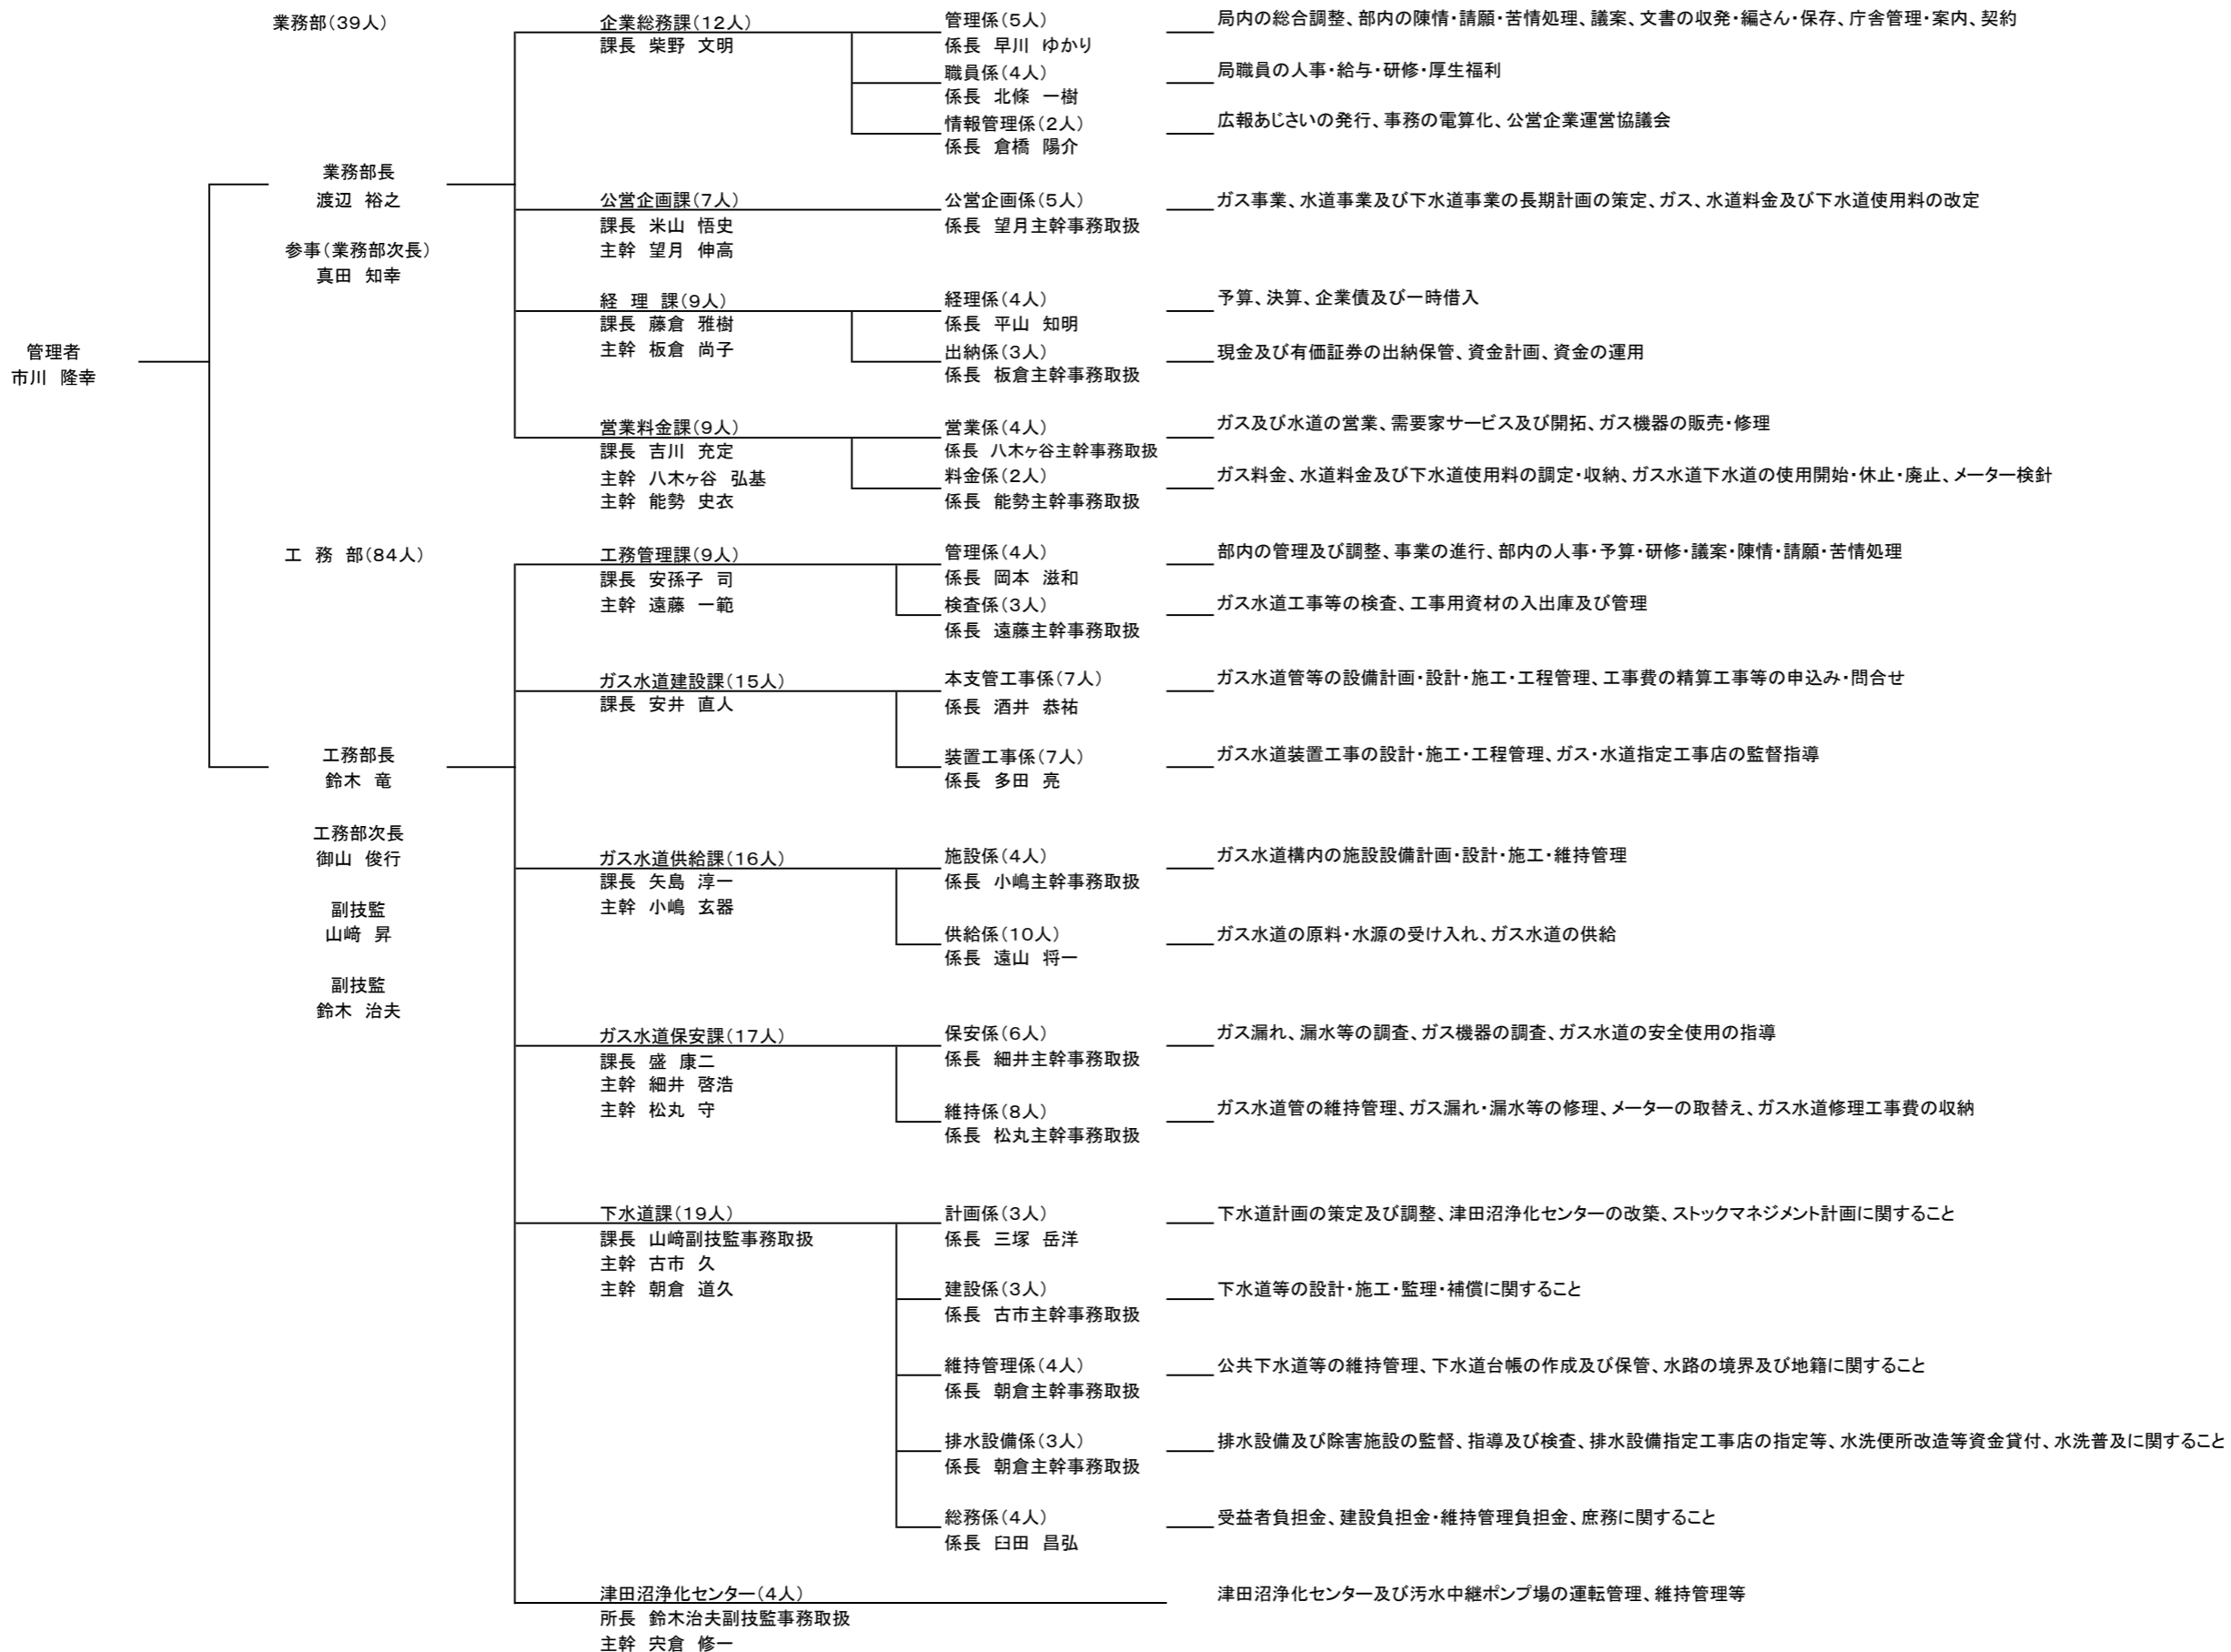 業務部（39人）
企業総務課（12人）
課長　柴野　文明
管理係（5人）
係長　早川　ゆかり
局内の総合調整、部内の陳情・請願・苦情処理、議案、文書の収発・編さん・保存、庁舎管理・案内、契約
職員係（4人）
係長　北條　一樹
局職員の人事・給与・研修・厚生福利
情報管理係（2人）
係長　倉橋　陽介
広報あじさいの発行、事務の電算化、公営企業運営協議会
管理者
市川　隆幸
業務部長
渡辺　裕之
参事（業務部次長）
真田　知幸
公営企画課（7人）
課長　米山　悟史
主幹　望月　伸高
公営企画係（5人）
係長　望月主幹事務取扱
ガス事業、水道事業及び下水道事業の長期計画の策定、ガス、水道料金及び下水道使用料の改定
経　理　課（9人）
課長　藤倉　雅樹
主幹　板倉　尚子
経理係（4人）
係長　平山　知明
予算、決算、企業債及び一時借入
出納係（3人）
係長　板倉主幹事務取扱
現金及び有価証券の出納保管、資金計画、資金の運用
営業料金課（9人）
課長　吉川　充定
主幹　八木ヶ谷　弘基
主幹　能勢　史衣
営業係（4人）
係長　八木ヶ谷主幹事務取扱
ガス及び水道の営業、需要家サービス及び開拓、ガス機器の販売・修理
料金係（2人）
係長　能勢主幹事務取扱
ガス料金、水道料金及び下水道使用料の調定・収納、ガス水道下水道の使用開始・休止・廃止、メーター検針
工　務　部（84人）
工務部長
鈴木　竜
工務部次長
御山　俊行
副技監
山﨑　昇
副技監
鈴木　治夫
工務管理課（9人）
課長　安孫子　司
主幹　遠藤　一範
管理係（4人）
係長　岡本　滋和
部内の管理及び調整、事業の進行、部内の人事・予算・研修・議案・陳情・請願・苦情処理
検査係（3人）
係長　遠藤主幹事務取扱
ガス水道工事等の検査、工事用資材の入出庫及び管理
ガス水道建設課（15人）
課長　安井　直人
本支管工事係（7人）
係長　酒井　恭祐
ガス水道管等の設備計画・設計・施工・工程管理、工事費の精算工事等の申込み・問合せ
装置工事係（7人）
係長　多田　亮
ガス水道装置工事の設計・施工・工程管理、ガス・水道指定工事店の監督指導
ガス水道供給課（16人）
課長　矢島　淳一
主幹　小嶋　玄器
施設係（4人）
係長　小嶋主幹事務取扱
ガス水道構内の施設設備計画・設計・施工・維持管理
供給係（10人）
係長　遠山　将一
ガス水道の原料・水源の受け入れ、ガス水道の供給
ガス水道保安課（17人）
課長　盛　康二
主幹　細井　啓浩
主幹　松丸　守
保安係（6人）
係長　細井主幹事務取扱
ガス漏れ、漏水等の調査、ガス機器の調査、ガス水道の安全使用の指導
維持係（8人）
係長　松丸主幹事務取扱
ガス水道管の維持管理、ガス漏れ・漏水等の修理、メーターの取替え、ガス水道修理工事費の収納
下水道課（19人）
課長　山﨑副技監事務取扱
主幹　古市　久
主幹　朝倉　道久
計画係（3人）
係長　三塚　岳洋
下水道計画の策定及び調整、津田沼浄化センターの改築、ストックマネジメント計画に関すること
建設係（3人）
係長　古市主幹事務取扱
下水道等の設計・施工・監理・補償に関すること
維持管理係（4人）
係長　朝倉主幹事務取扱
公共下水道等の維持管理、下水道台帳の作成及び保管、水路の境界及び地籍に関すること
排水設備係（3人）
係長　朝倉主幹事務取扱
排水設備及び除害施設の監督、指導及び検査、排水設備指定工事店の指定等、水洗便所改造等資金貸付、水洗普及に関すること
総務係（4人）
係長　臼田　昌弘
受益者負担金、建設負担金・維持管理負担金、庶務に関すること
津田沼浄化センター（4人）
所長　鈴木治夫副技監事務取扱
主幹　宍倉　修一
津田沼浄化センター及び汚水中継ポンプ場の運転管理、維持管理等